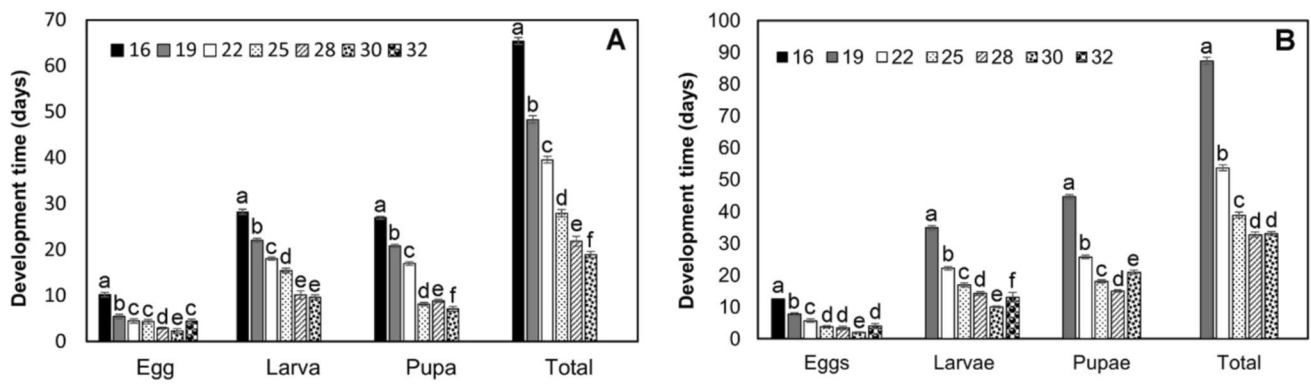 70
60
50
40
30
20
10
0
Development time (days)
16 19 22 25 28 30 32
A
a b c c d e c
a b c d e e
a b c d e f
a b c d e f
Egg Larva Pupa Total
100
90
80
70
60
50
40
30
20
10
0
Development time (days)
16 19 22 25 28 30 32
B
a b c d d e d
a b c d e f
a b c d e
a b c d d
Eggs Larvae Pupae Total